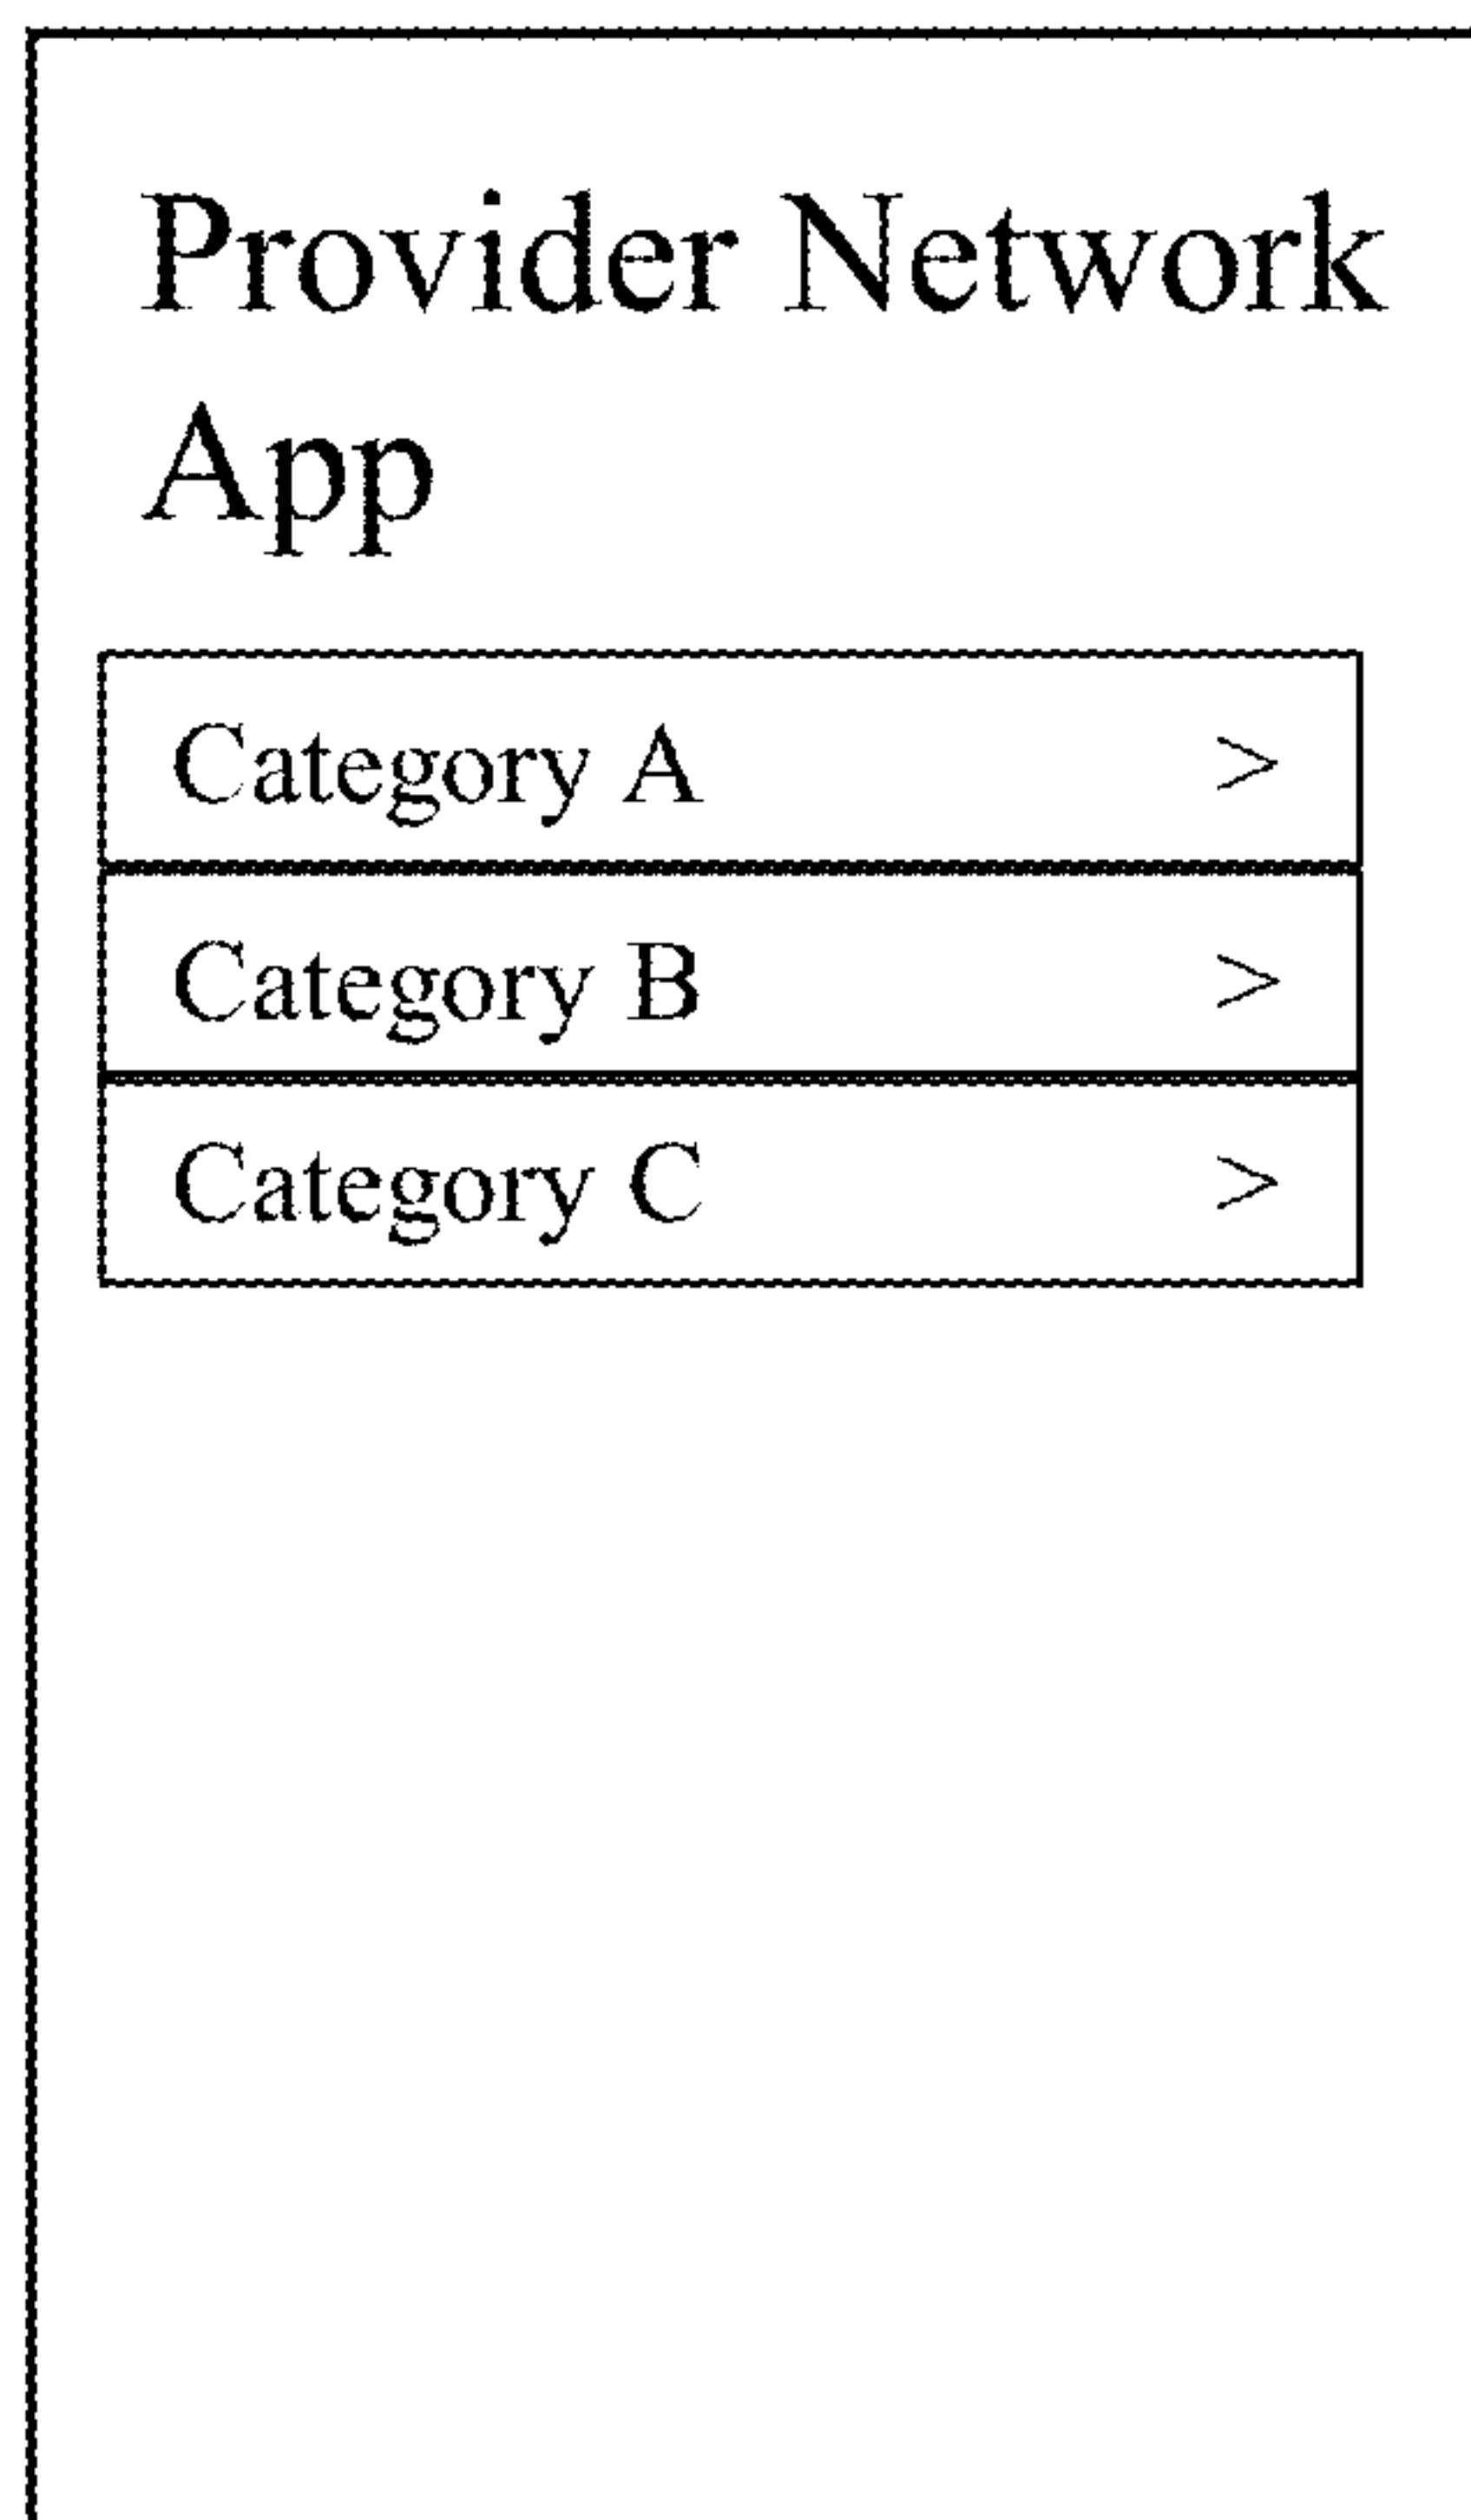 Provider Network
App
Category A >
Category B >
Category C >